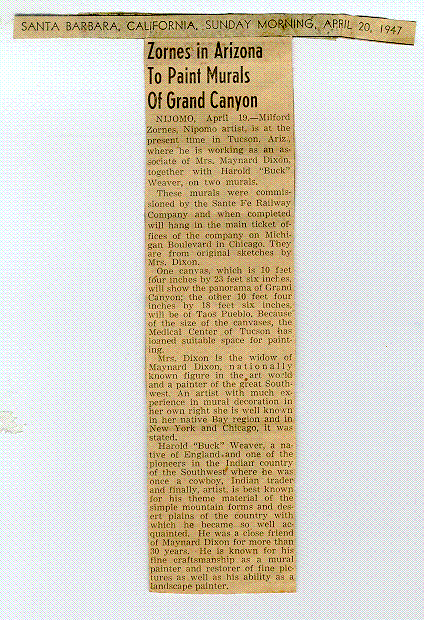 SANTA BARBARA, CALIFORNIA, SUNDAY MORNING, APRIL 20, 1947
Zornes in Arizona
To Paint Murals
Of Grand Canyon
NIJOMO, April 19.—Milford
Zornes, Nipomo artist, is at the
present time in Tucson, Ariz.,
where he is working as an as-
sociate of Mrs. Maynard Dixon,
together with Harold "Buck"
Weaver, on two murals.
These murals were commis-
sioned by the Sante Fe Railway
Company and when completed
will hang in the main ticket of-
fices of the company on Michi-
gan Boulevard in Chicago. They
are from original sketches by
Mrs. Dixon.
One canvas, which is 10 feet
four inches by 23 feet six inches,
will show the panorama of Grand
Canyon; the other 10 feet four
inches by 18 feet six inches,
will be of Taos Pueblo. Because
of the size of the canvases, the
Medical Center of Tucson has
loaned suitable space for paint-
ing.
Mrs. Dixon is the widow of
Maynard Dixon, nationally
known figure in the art world
and a painter of the great South-
west. An artist with much ex-
perience in mural decoration in
her own right she is well known
in her native Bay region and in
New York and Chicago, it was
stated.
Harold "Buck" Weaver, a na-
tive of England and one of the
pioneers in the Indian country
of the Southwest where he was
once a cowboy, Indian trader
and finally, artist, is best known
for his theme material of the
simple mountain forms and des-
ert plains of the country with
which he became so well ac-
quainted. He was a close friend
of Maynard Dixon for more than
30 years. He is known for his
fine craftsmanship as a mural
painter and restorer of fine pic-
tures as well as his ability as a
landscape painter.